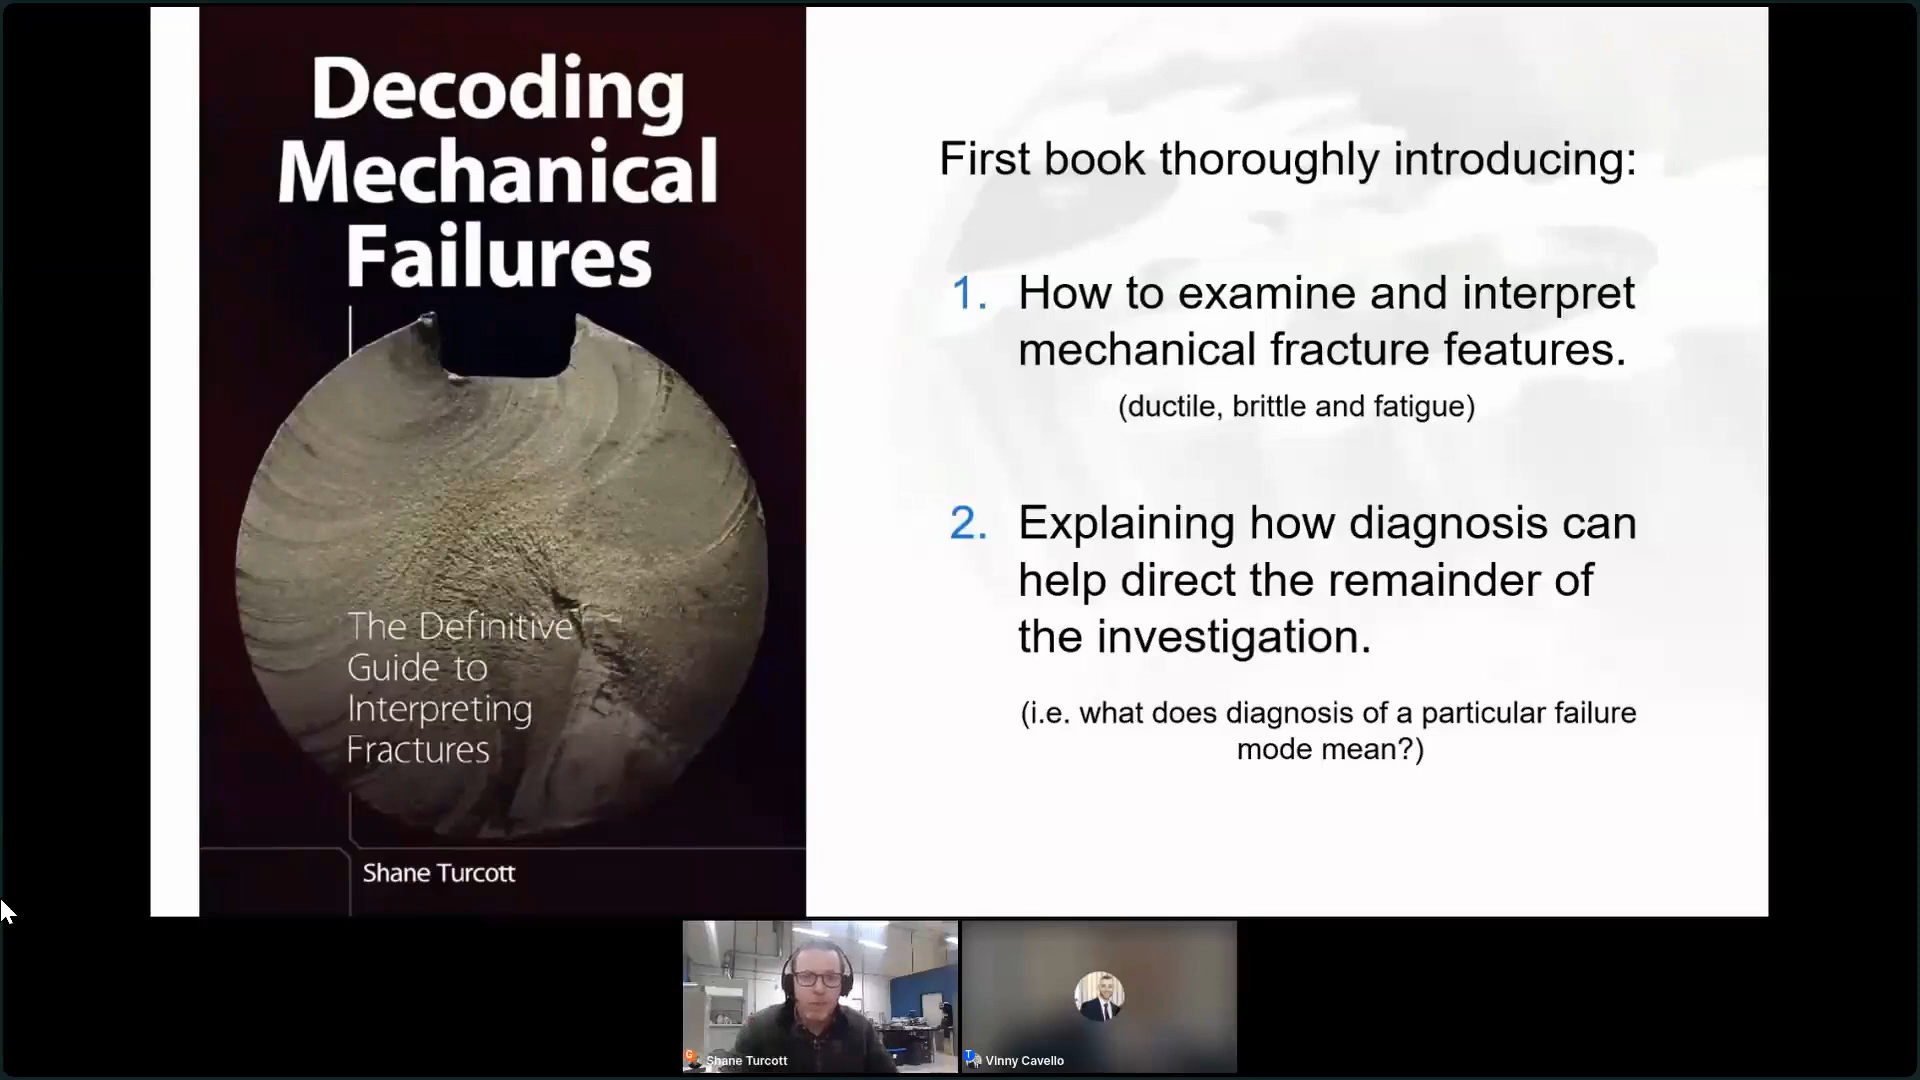 Decoding
Mechanical
Failures
The Definitive
Guide to
Interpreting
Fractures
Shane Turcott
First book thoroughly introducing:
1. How to examine and interpret
mechanical fracture features.
(ductile, brittle and fatigue)
2. Explaining how diagnosis can
help direct the remainder of
the investigation.
(i.e. what does diagnosis of a particular failure
mode mean?)
G
Shane Turcott
T
Vinny Cavello